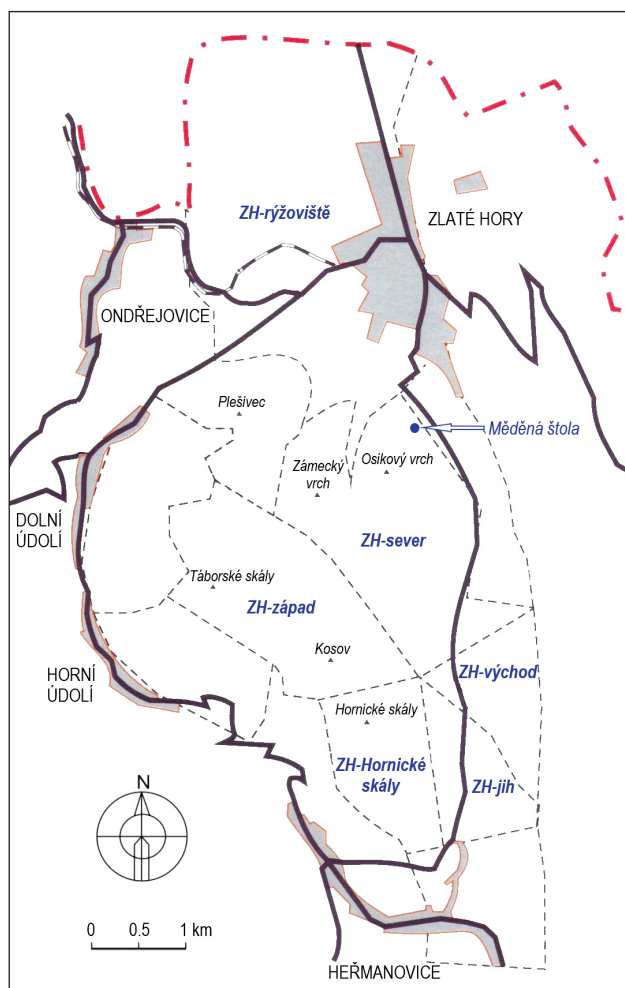 ZH-rýžoviště
ZLATÉ HORY
ONDŘEJOVICE
Plešivec
Měděná štola
Zámecký
vrch
Osikový vrch
DOLNÍ
ÚDOLÍ
ZH-sever
Táborské skály
ZH-západ
Kosov
HORNÍ
ÚDOLÍ
ZH-východ
Hornické skály
ZH-Hornické
skály
ZH-jih
N
0 0.5 1 km
HEŘMANOVICE